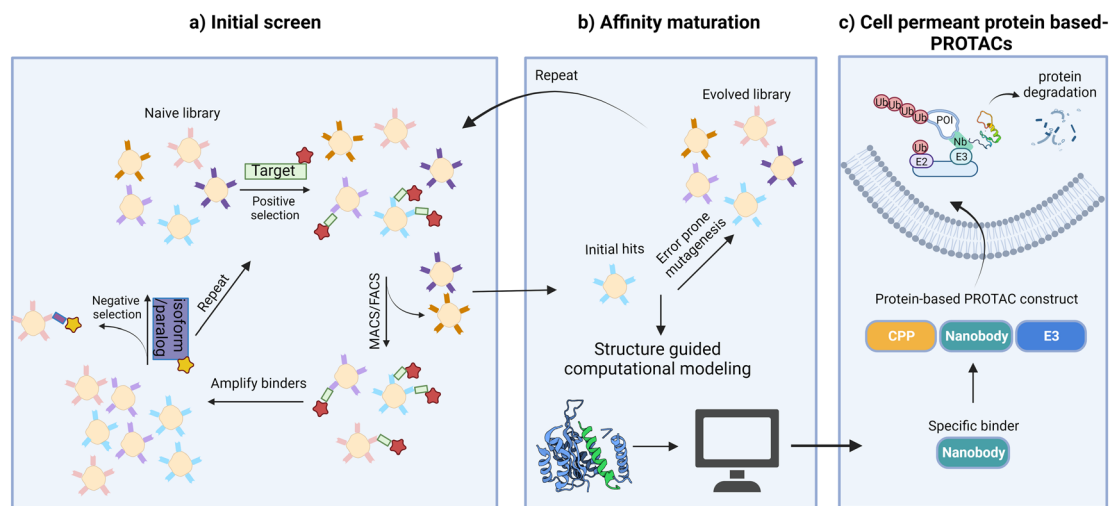 a) Initial screen
Naive library
Target
Positive
selection
MACS/FACS
Amplify binders
Negative
selection
isoform
/paralog
Repeat
b) Affinity maturation
Repeat
Evolved library
Initial hits
Error prone
mutagenesis
Structure guided
computational modeling
c) Cell permeant protein based-
PROTACs
protein
degradation
Ub
Ub
Ub
Ub
POI
Nb
Ub
E2
E3
Protein-based PROTAC construct
CPP
Nanobody
E3
Specific binder
Nanobody